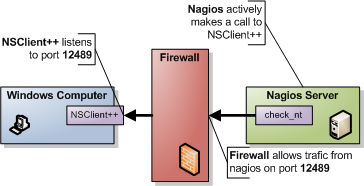 Nagios actively
makes a call to
NSClient++
NSClient++ listens
to port 12489
Firewall
Windows Computer
NSClient++
Nagios Server
check_nt
Firewall allows trafic from
nagios on port 12489